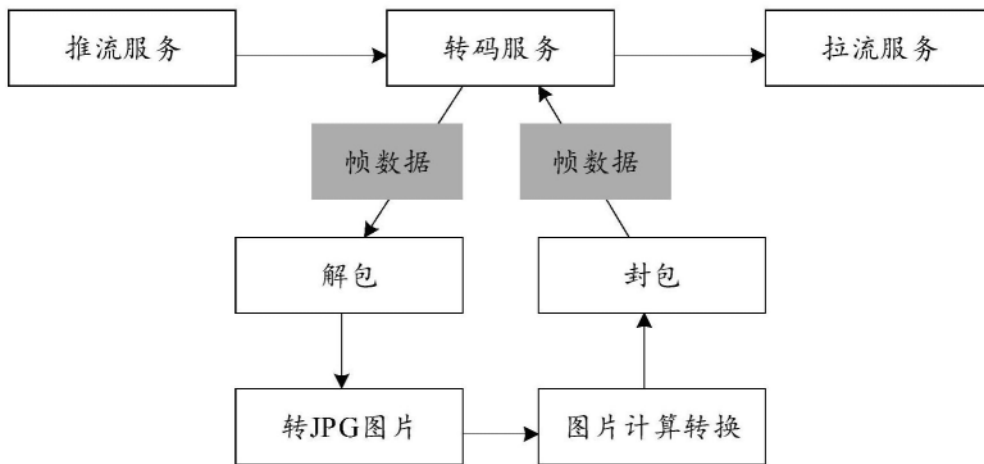 推流服务
转码服务
拉流服务
帧数据
帧数据
解包
封包
转JPG图片
图片计算转换